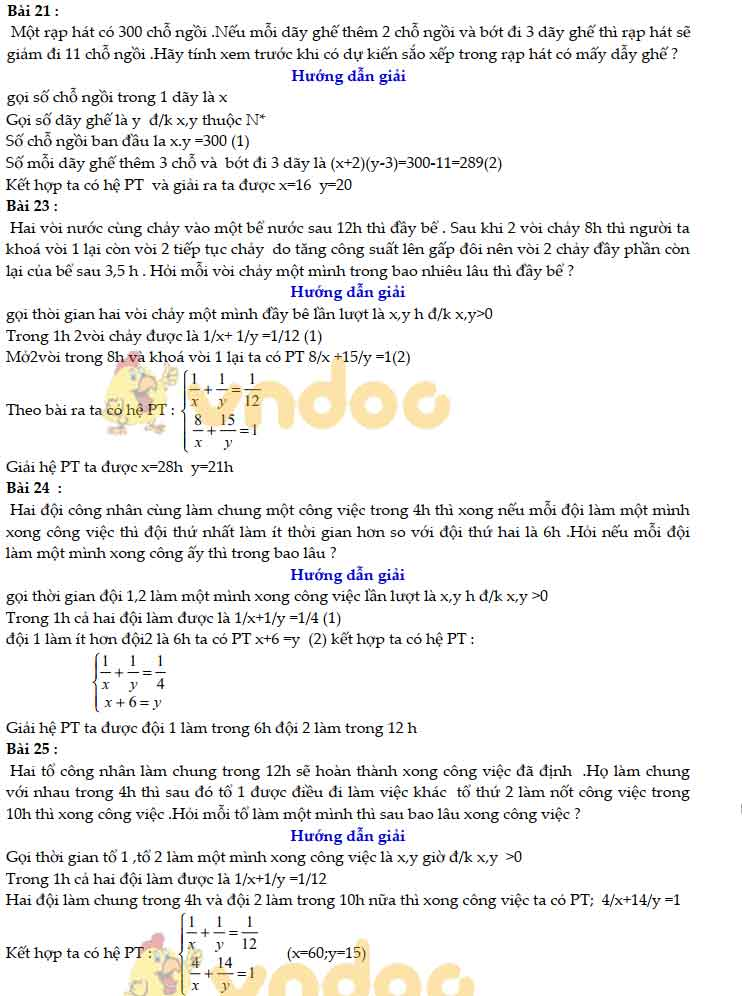 Bài 21 :
Một rạp hát có 300 chỗ ngồi .Nếu mỗi dãy ghế thêm 2 chỗ ngồi và bớt đi 3 dãy ghế thì rạp hát sẽ
giảm đi 11 chỗ ngồi .Hãy tính xem trước khi có dự kiến sắo xếp trong rạp hát có mấy dẫy ghế ?
Hướng dẫn giải
gọi số chỗ ngồi trong 1 dãy là x
Gọi số dãy ghế là y đ/k x,y thuộc N*
Số chỗ ngồi ban đầu la x.y =300 (1)
Số mỗi dãy ghế thêm 3 chỗ và bớt đi 3 dãy là (x+2)(y-3)=300-11=289(2)
Kết hợp ta có hệ PT và giải ra ta được x=16 y=20
Bài 23 :
Hai vòi nước cùng chảy vào một bể nước sau 12h thì đầy bể . Sau khi 2 vòi chảy 8h thì người ta
khoá vòi 1 lại còn vòi 2 tiếp tục chảy do tăng công suất lên gấp đôi nên vòi 2 chảy đầy phần còn
lại của bể sau 3,5 h . Hỏi mỗi vòi chảy một mình trong bao nhiêu lâu thì đầy bể ?
Hướng dẫn giải
gọi thòi gian hai vòi chảy một mình đầy bê lần lượt là x,y h đ/k x,y>0
Trong 1h 2vòi chảy được là 1/x+ 1/y =1/12 (1)
Mở2vòi trong 8h và khoá vòi 1 lại ta có PT 8/x +15/y =1(2)
Theo bài ra ta có hệ PT : { 1/x + 1/y = 1/12
8/x + 15/y = 1
vndoc
Giải hệ PT ta được x=28h y=21h
Bài 24 :
Hai đội công nhân cùng làm chung một công việc trong 4h thì xong nếu mỗi đội làm một mình
xong công việc thì đội thứ nhất làm ít thời gian hơn so với đội thứ hai là 6h .Hỏi nếu mỗi đội
làm một mình xong công ấy thì trong bao lâu ?
Hướng dẫn giải
gọi thời gian đội 1,2 làm một mình xong công việc lần lượt là x,y h đ/k x,y >0
Trong 1h cả hai đội làm được là 1/x+1/y =1/4 (1)
đội 1 làm ít hơn đội2 là 6h ta có PT x+6 =y (2) kết hợp ta có hệ PT :
{ 1/x + 1/y = 1/4
x + 6 = y
Giải hệ PT ta được đội 1 làm trong 6h đội 2 làm trong 12 h
Bài 25 :
Hai tổ công nhân làm chung trong 12h sẽ hoàn thành xong công việc đã định .Họ làm chung
với nhau trong 4h thì sau đó tổ 1 được điều đi làm việc khác tổ thứ 2 làm nốt công việc trong
10h thì xong công việc .Hỏi mỗi tổ làm một mình thì sau bao lâu xong công việc ?
Hướng dẫn giải
Gọi thời gian tổ 1 ,tổ 2 làm một mình xong công việc là x,y giờ đ/k x,y >0
Trong 1h cả hai đội làm được là 1/x+1/y =1/12
Hai đội làm chung trong 4h và đội 2 làm trong 10h nữa thì xong công việc ta có PT; 4/x+14/y =1
Kết hợp ta có hệ PT : { 1/x + 1/y = 1/12
4/x + 14/y = 1 (x=60;y=15)
vndoc